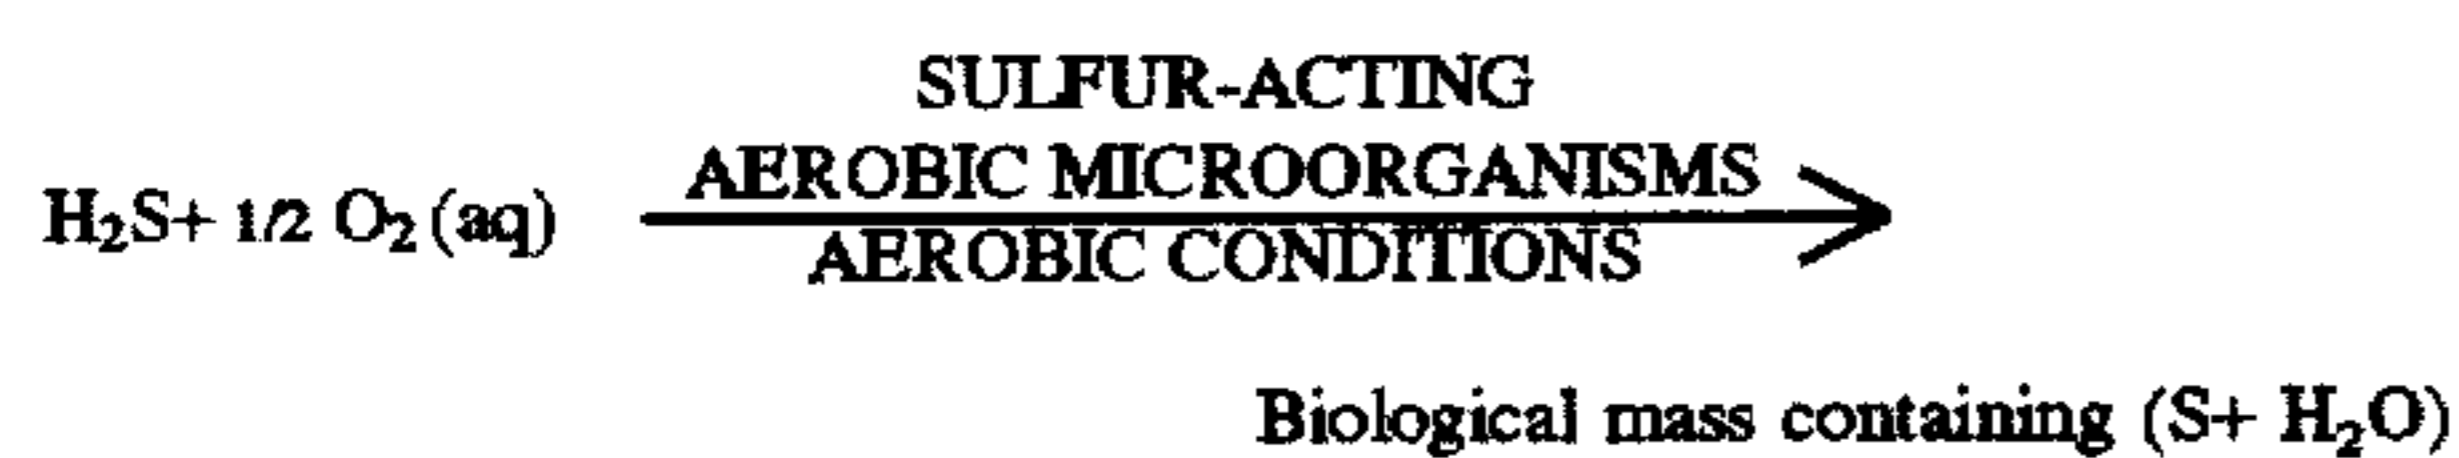 SULFUR-ACTING
AEROBIC MICROORGANISMS
H₂S+ 1/2 O₂ (aq)
AEROBIC CONDITIONS
Biological mass containing (S+ H₂O)